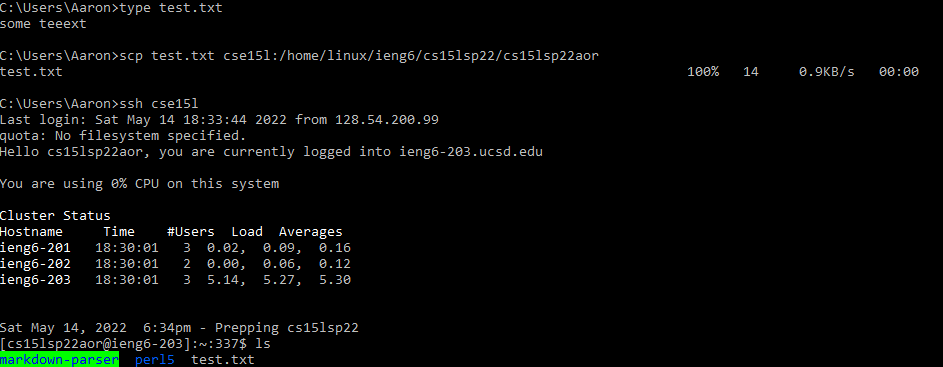 C:\Users\Aaron>type test.txt
some teeext
C:\Users\Aaron>scp test.txt cse15l:/home/linux/ieng6/cs15lsp22/cs15lsp22aor
test.txt 100% 14 0.9KB/s 00:00
C:\Users\Aaron>ssh cse15l
Last login: Sat May 14 18:33:44 2022 from 128.54.200.99
quota: No filesystem specified.
Hello cs15lsp22aor, you are currently logged into ieng6-203.ucsd.edu
You are using 0% CPU on this system
Cluster Status
Hostname Time #Users Load Averages
ieng6-201 18:30:01 3 0.02, 0.09, 0.16
ieng6-202 18:30:01 2 0.00, 0.06, 0.12
ieng6-203 18:30:01 3 5.14, 5.27, 5.30
Sat May 14, 2022 6:34pm - Prepping cs15lsp22
[cs15lsp22aor@ieng6-203]:~:337$ ls
markdown-parser perl5 test.txt